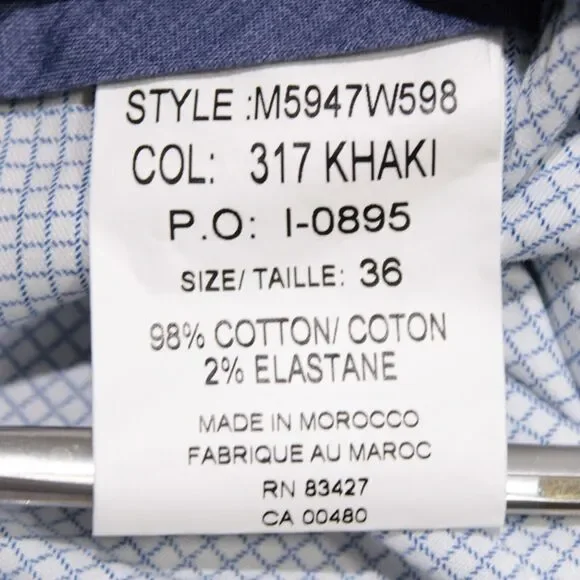 STYLE :M5947W598
COL: 317 KHAKI
P.O: I-0895
SIZE/ TAILLE: 36
98% COTTON/ COTON
2% ELASTANE
MADE IN MOROCCO
FABRIQUE AU MAROC
RN 83427
CA 00480